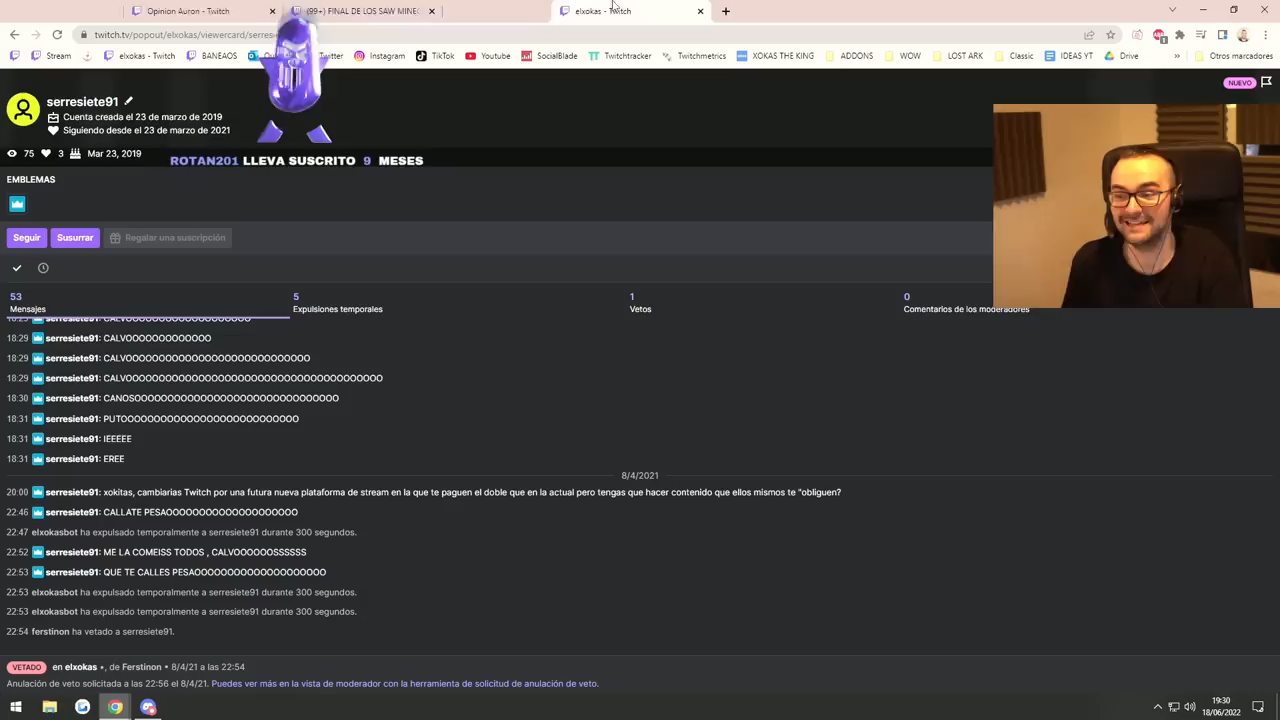 Opinion Auron - Twitch
(99+) FINAL DE LOS SAW MINE
elxokas - Twitch
twitch.tv/popout/elxokas/viewercard/serres
Stream
elxokas - Twitch
BANEAOS
Twitter
Instagram
TikTok
Youtube
SocialBlade
Twitchtracker
Twitchmetrics
XOKAS THE KING
ADDONS
WOW
LOST ARK
Classic
IDEAS YT
Drive
»
Otros marcadores
NUEVO
serresiete91
Cuenta creada el 23 de marzo de 2019
Siguiendo desde el 23 de marzo de 2021
75 3 Mar 23, 2019
ROTAN201 LLEVA SUSCRITO 9 MESES
EMBLEMAS
Seguir Susurrar Regalar una suscripción
53 5 1 0
Mensajes Expulsiones temporales Vetos Comentarios de los moderadores
18:29 serresiete91: CALVOOOOOOOOOOOOO
18:29 serresiete91: CALVOOOOOOOOOOOOOOOOOOOOOOOOOOOO
18:29 serresiete91: CALVOOOOOOOOOOOOOOOOOOOOOOOOOOOOOOOOOOOOOOO
18:30 serresiete91: CANOSOOOOOOOOOOOOOOOOOOOOOOOOOOOOOOO
18:31 serresiete91: PUTOOOOOOOOOOOOOOOOOOOOOOOOOOO
18:31 serresiete91: IEEEEE
18:31 serresiete91: EREE
8/4/2021
20:00 serresiete91: xokitas, cambiarias Twitch por una futura nueva plataforma de stream en la que te paguen el doble que en la actual pero tengas que hacer contenido que ellos mismos te "obliguen?
22:46 serresiete91: CALLATE PESAOOOOOOOOOOOOOOOOOOOO
22:47 elxokasbot ha expulsado temporalmente a serresiete91 durante 300 segundos.
22:52 serresiete91: ME LA COMEISS TODOS , CALVOOOOOOSSSSSS
22:53 serresiete91: QUE TE CALLES PESAOOOOOOOOOOOOOOOOOOOO
22:53 elxokasbot ha expulsado temporalmente a serresiete91 durante 300 segundos.
22:53 elxokasbot ha expulsado temporalmente a serresiete91 durante 300 segundos.
22:54 ferstinon ha vetado a serresiete91.
VETADO en elxokas •, de Ferstinon • 8/4/21 a las 22:54
Anulación de veto solicitada a las 22:56 el 8/4/21. Puedes ver más en la vista de moderador con la herramienta de solicitud de anulación de veto.
19:30
18/06/2022